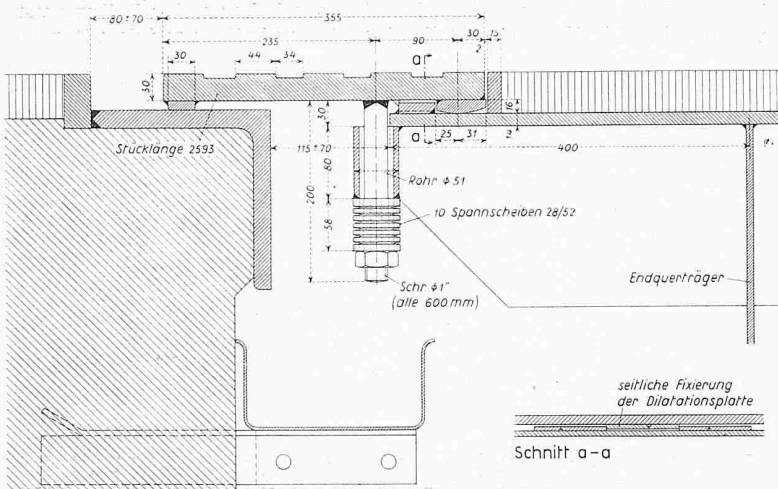 80±70
355
235
90
30
15
30
44
34
a
2
30
16
30
a
25
31
2
Stücklänge 2593
115±70
400
80
200
Rohr ϕ 51
58
10 Spannscheiben 28/52
Schr ϕ 1"
(alle 600 mm)
Endquerträger
seitliche Fixierung
der Dilatationsplatte
Schnitt a-a